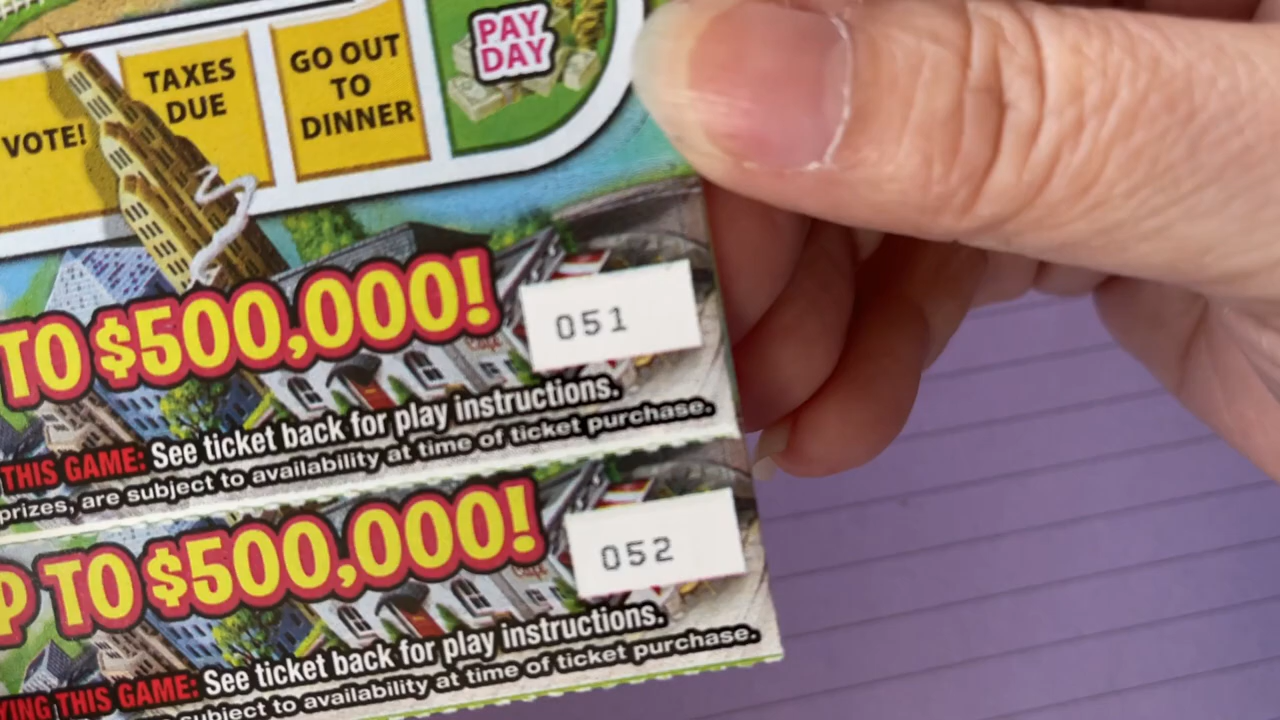 PAY
DAY
VOTE!
TAXES
DUE
GO OUT
TO
DINNER
TO $500,000!
051
THIS GAME: See ticket back for play instructions.
prizes, are subject to availability at time of ticket purchase.
P TO $500,000!
052
YING THIS GAME: See ticket back for play instructions.
subject to availability at time of ticket purchase.